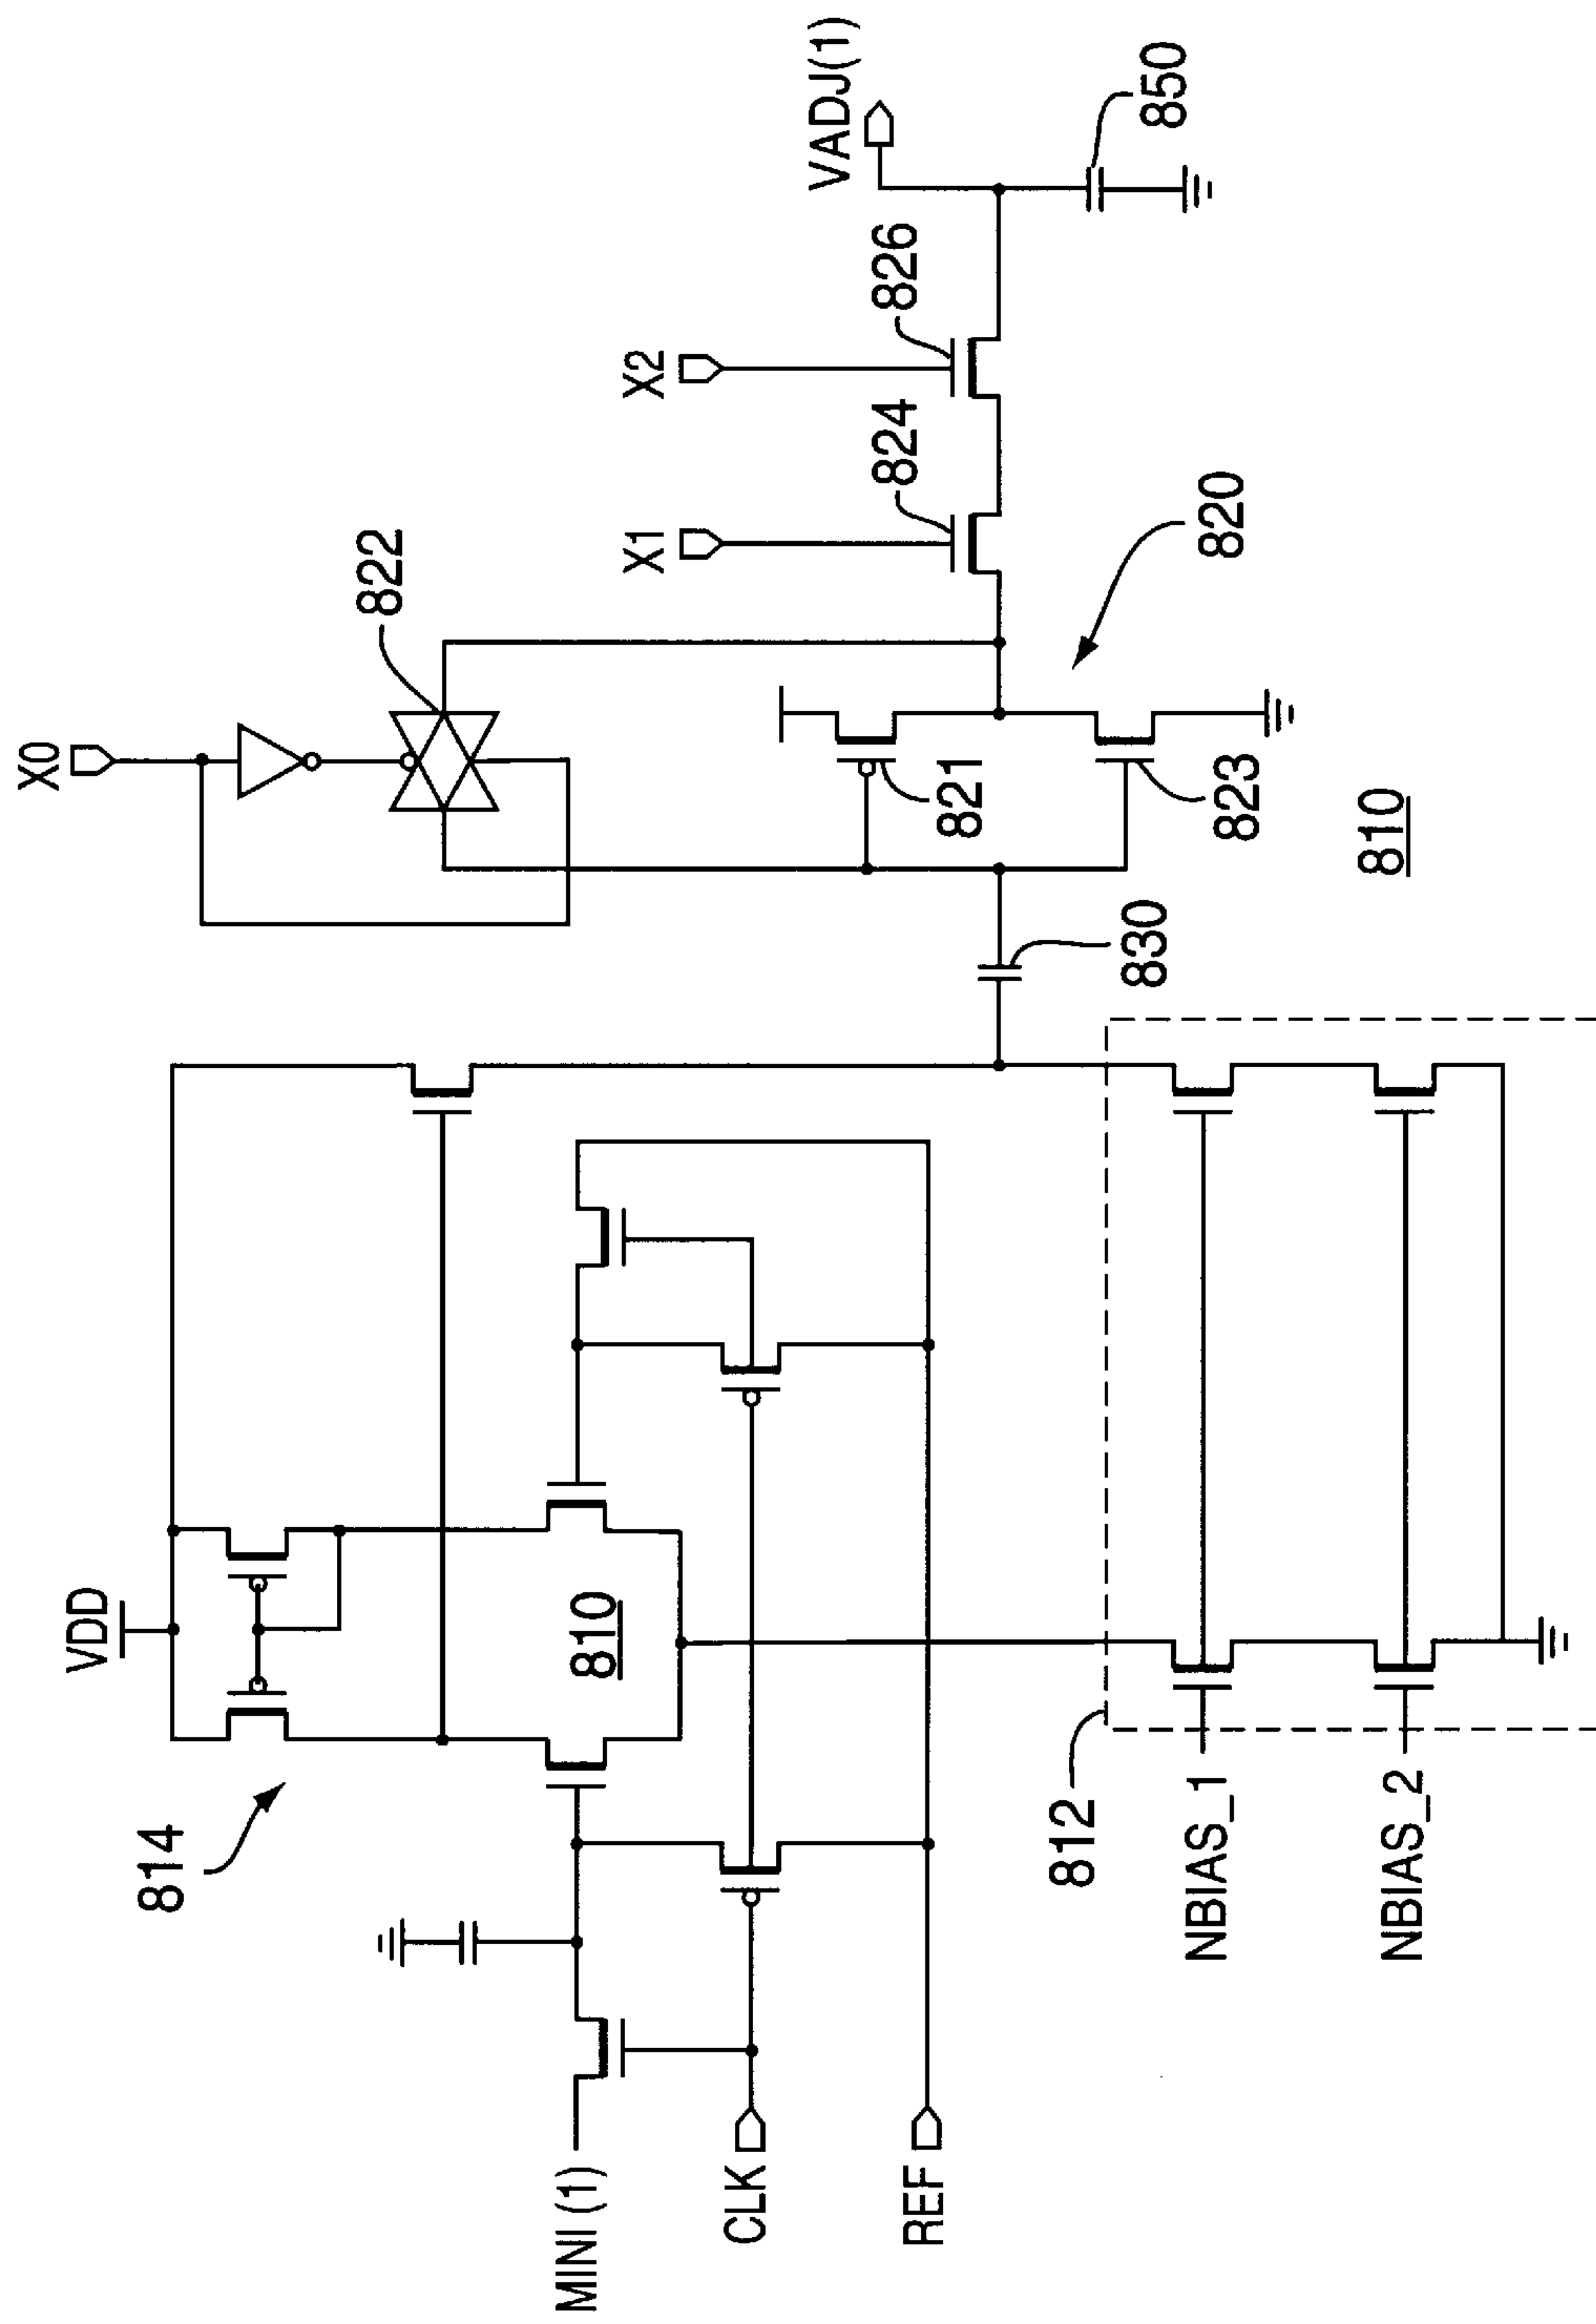 VDD
814
MINI (1)
CLK
REF
810
812
NBIAS_1
NBIAS_2
830
X0
822
821
823
820
810
X1
824
X2
826
VADJ(1)
850